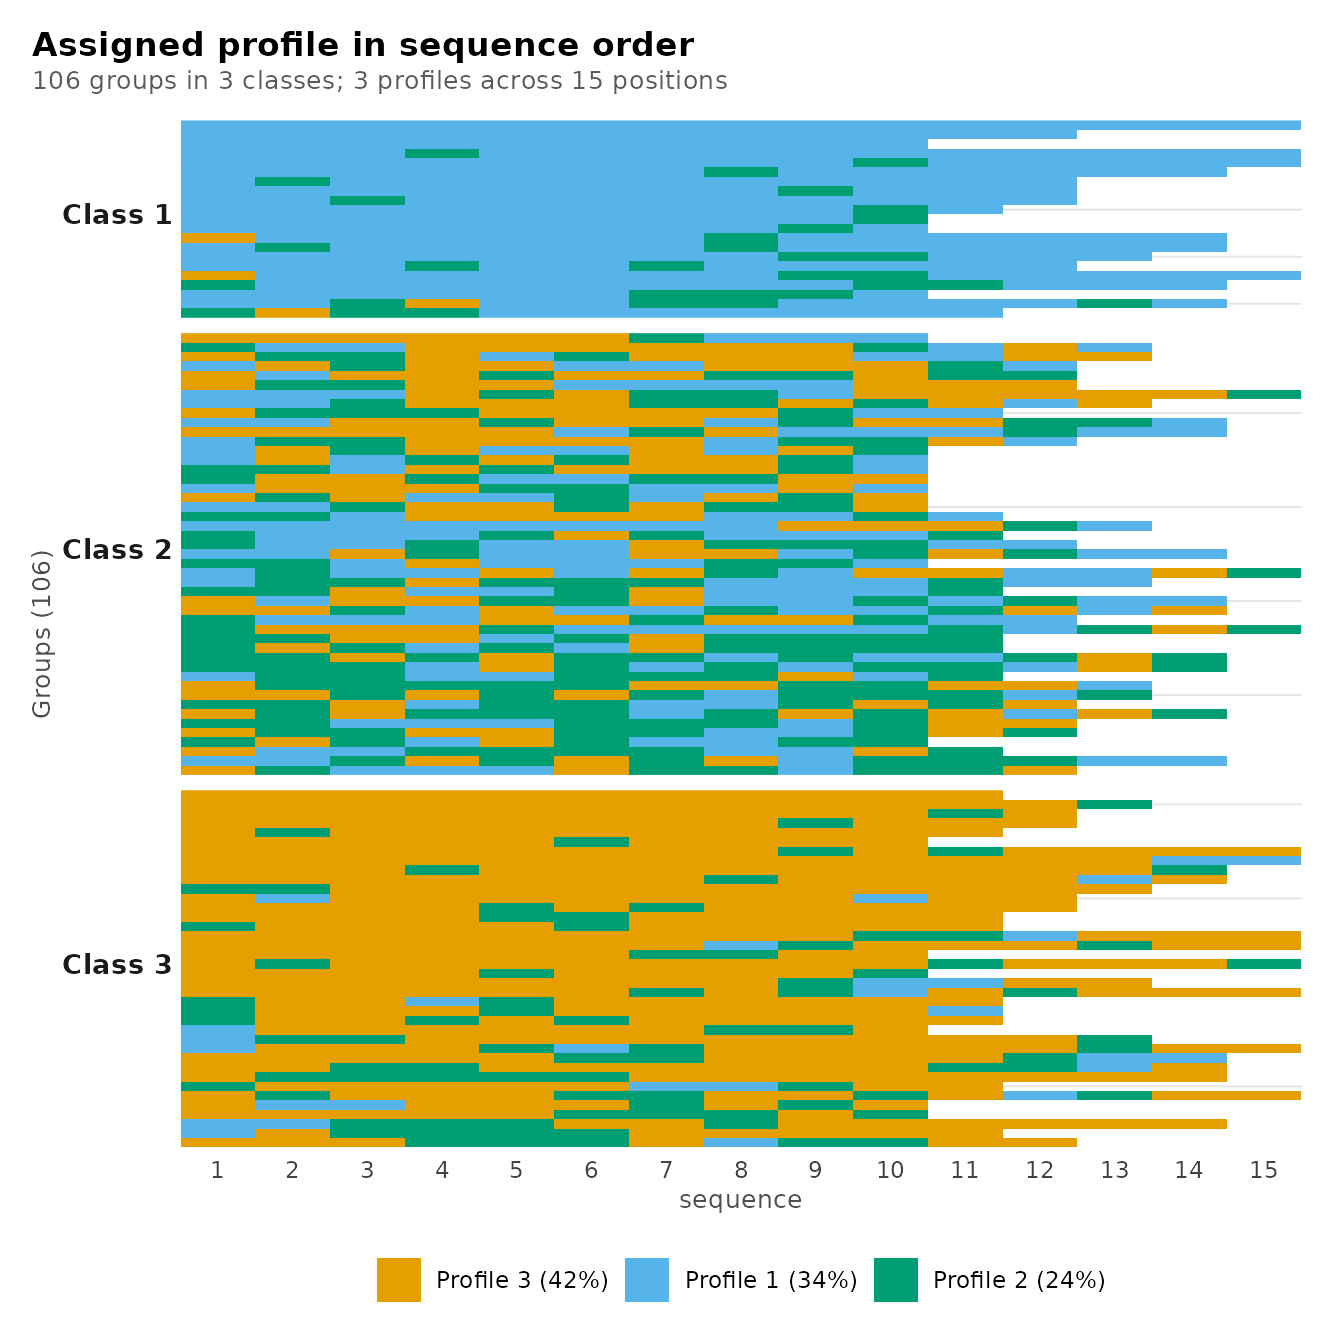 Assigned profile in sequence order
106 groups in 3 classes; 3 profiles across 15 positions
Class 1
Class 2
Class 3
Groups (106)
1 2 3 4 5 6 7 8 9 10 11 12 13 14 15
sequence
Profile 3 (42%) Profile 1 (34%) Profile 2 (24%)